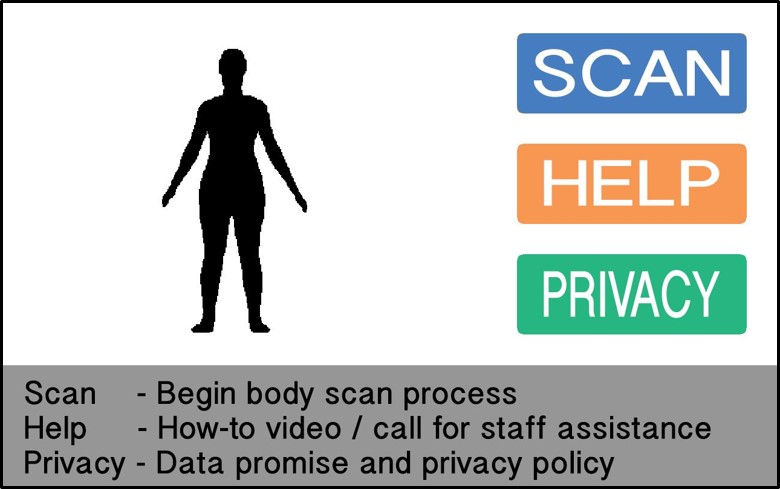 SCAN
HELP
PRIVACY
Scan - Begin body scan process
Help - How-to video / call for staff assistance
Privacy - Data promise and privacy policy